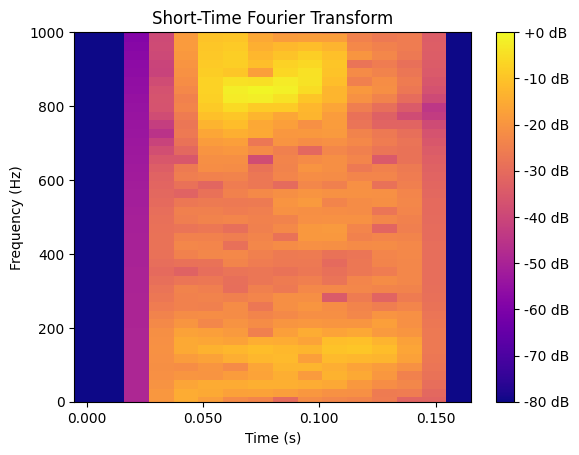 Short-Time Fourier Transform
1000
800
600
400
200
0
Frequency (Hz)
0.000
0.050
0.100
0.150
Time (s)
+0 dB
-10 dB
-20 dB
-30 dB
-40 dB
-50 dB
-60 dB
-70 dB
-80 dB